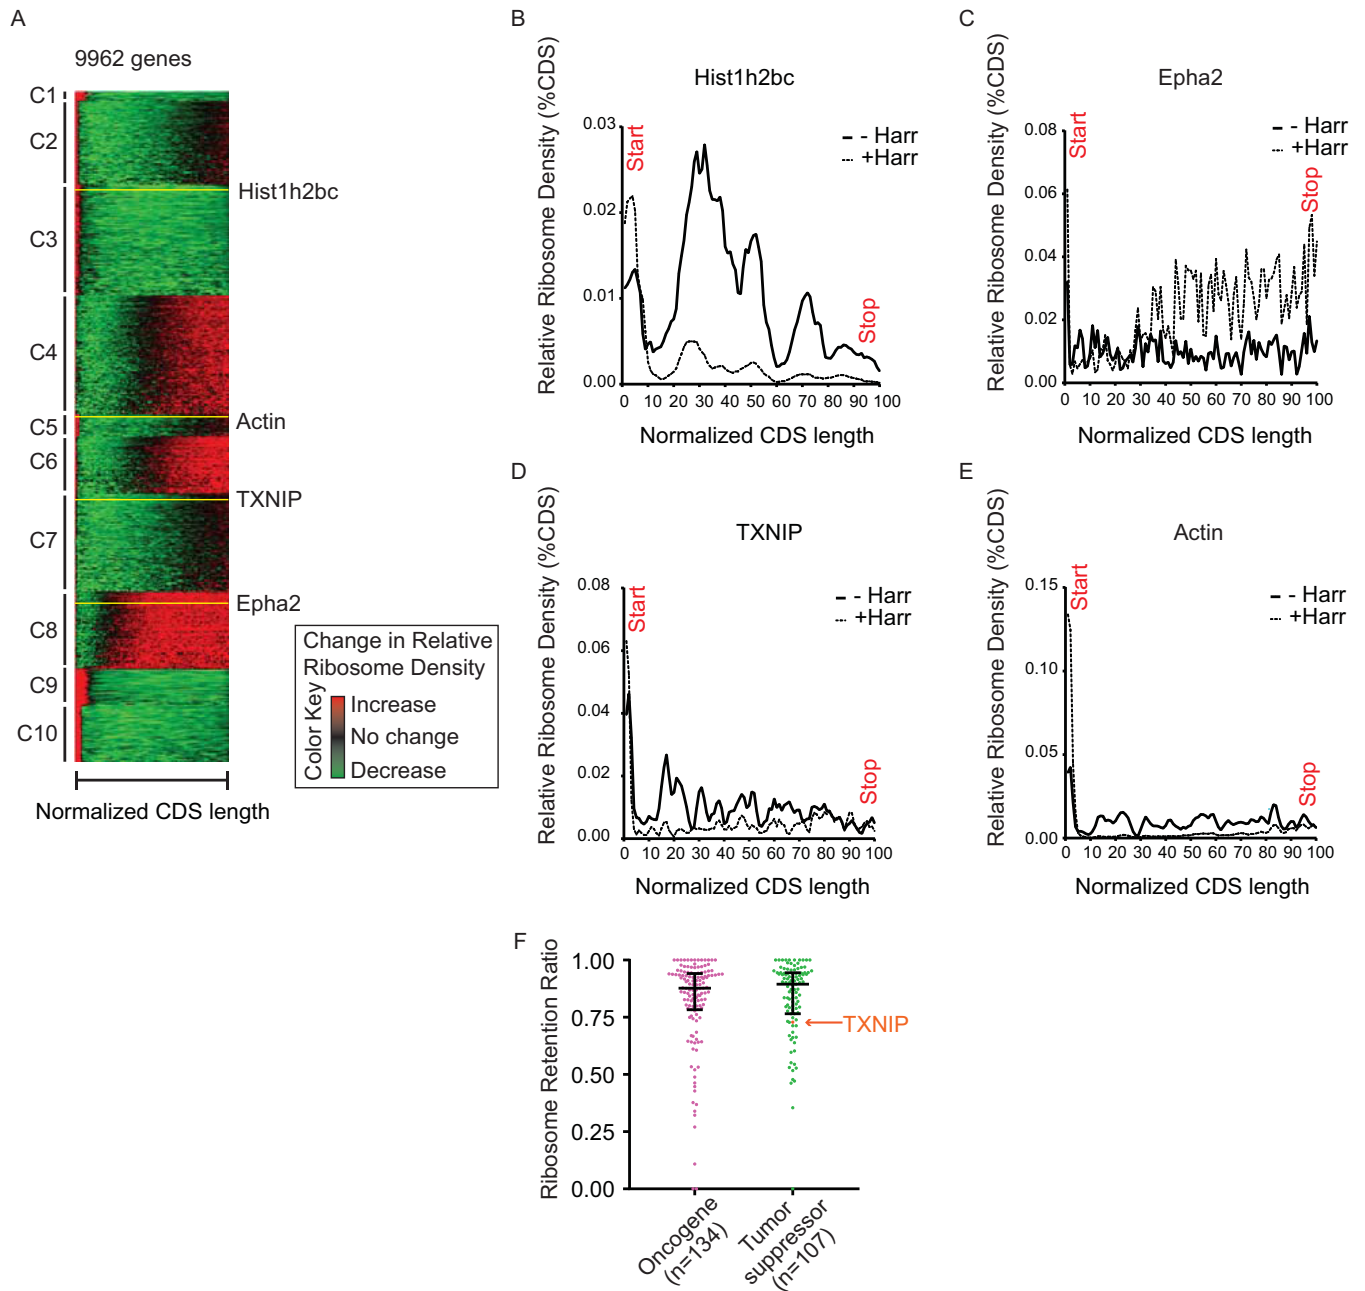 A
9962 genes
C1
C2
C3
C4
C5
C6
C7
C8
C9
C10
Hist1h2bc
Actin
TXNIP
Epha2
Normalized CDS length
Change in Relative
Ribosome Density
Color Key
Increase
No change
Decrease
B
Hist1h2bc
Relative Ribosome Density (%CDS)
0.03
0.02
0.01
0.00
Start
Stop
- Harr
+Harr
0 10 20 30 40 50 60 70 80 90 100
Normalized CDS length
C
Epha2
Relative Ribosome Density (%CDS)
0.08
0.06
0.04
0.02
0.00
Start
Stop
- Harr
+Harr
0 10 20 30 40 50 60 70 80 90 100
Normalized CDS length
D
TXNIP
Relative Ribosome Density (%CDS)
0.08
0.06
0.04
0.02
0.00
Start
Stop
- Harr
+Harr
0 10 20 30 40 50 60 70 80 90 100
Normalized CDS length
E
Actin
Relative Ribosome Density (%CDS)
0.15
0.10
0.05
0.00
Start
Stop
- Harr
+Harr
0 10 20 30 40 50 60 70 80 90 100
Normalized CDS length
F
Ribosome Retention Ratio
1.00
0.75
0.50
0.25
0.00
TXNIP
Oncogene
(n=134)
Tumor
suppressor
(n=107)